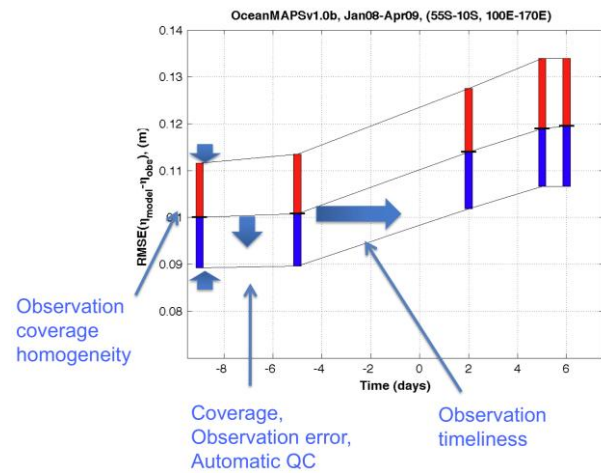 OceanMAPSv1.0b, Jan08-Apr09, (55S-10S, 100E-170E)
0.14
0.13
0.12
0.11
0.1
0.09
0.08
RMSE(ηmodel-ηobs), (m)
-8
-6
-4
-2
0
2
4
5
6
Time (days)
Observation
coverage
homogeneity
Coverage,
Observation error,
Automatic QC
Observation
timeliness